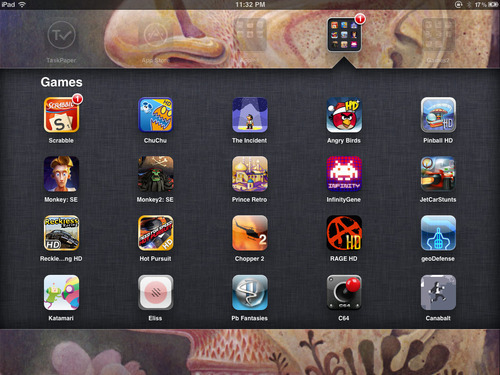 iPad 11:32 PM 17 %
TaskPaper App Store
1
Games
1
Scrabble ChuChu The Incident Angry Birds Pinball HD
Monkey: SE Monkey2: SE Prince Retro InfinityGene JetCarStunts
Reckle...ng HD Hot Pursuit Chopper 2 RAGE HD geoDefense
Katamari Eliss Pb Fantasies C64 Canabalt